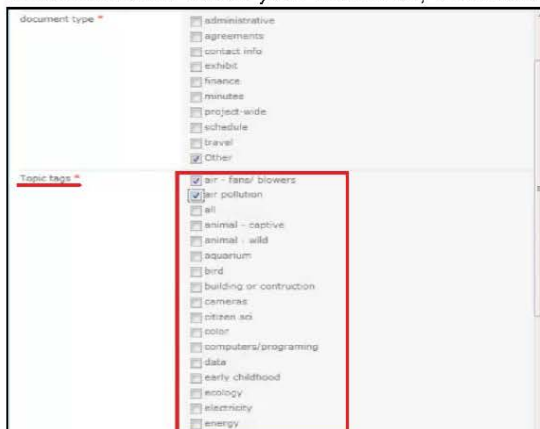 document type *
administrative
agreements
contact info
exhibit
finance
minutes
project-wide
schedule
travel
Other
Topic tags *
air - fans/ blowers
air pollution
all
animal - captive
animal - wild
aquarium
bird
building or contruction
cameras
citizen sci
color
computers/programing
data
early childhood
ecology
electricity
energy